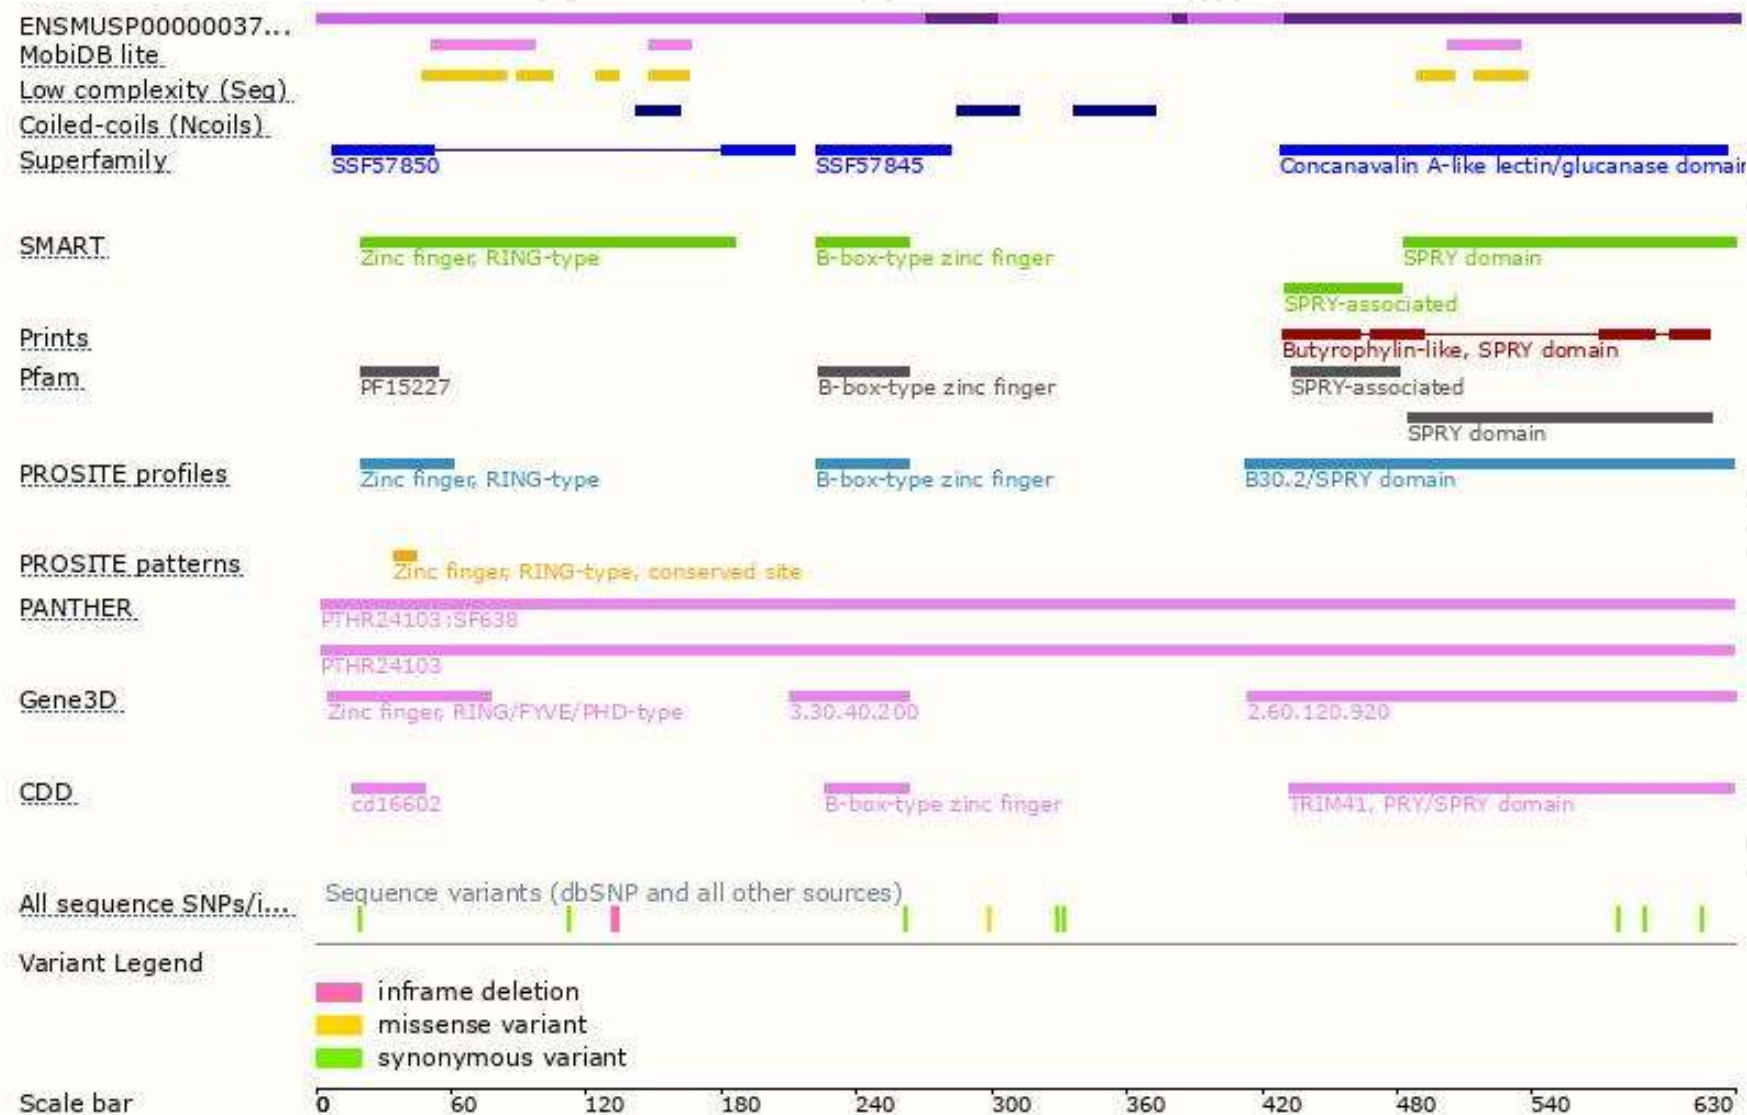 ENSMUSP00000037...
MobiDB lite
Low complexity (Seg)
Coiled-coils (Ncoils)
Superfamily
SSF57850 SSF57845 Concanavalin A-like lectin/glucanase domain
SMART
Zinc finger, RING-type B-box-type zinc finger SPRY domain
SPRY-associated
Prints
Butyrophylin-like, SPRY domain
Pfam
PF15227 B-box-type zinc finger SPRY-associated
SPRY domain
PROSITE profiles
Zinc finger, RING-type B-box-type zinc finger B30.2/SPRY domain
PROSITE patterns
Zinc finger, RING-type, conserved site
PANTHER
PTHR24103:SF638
PTHR24103
Gene3D
Zinc finger, RING/FYVE/PHD-type 3.30.40.200 2.60.120.920
CDD
cd16602 B-box-type zinc finger TRIM41, PRY/SPRY domain
Sequence variants (dbSNP and all other sources)
All sequence SNPs/i...
Variant Legend
inframe deletion
missense variant
synonymous variant
Scale bar 0 60 120 180 240 300 360 420 480 540 630